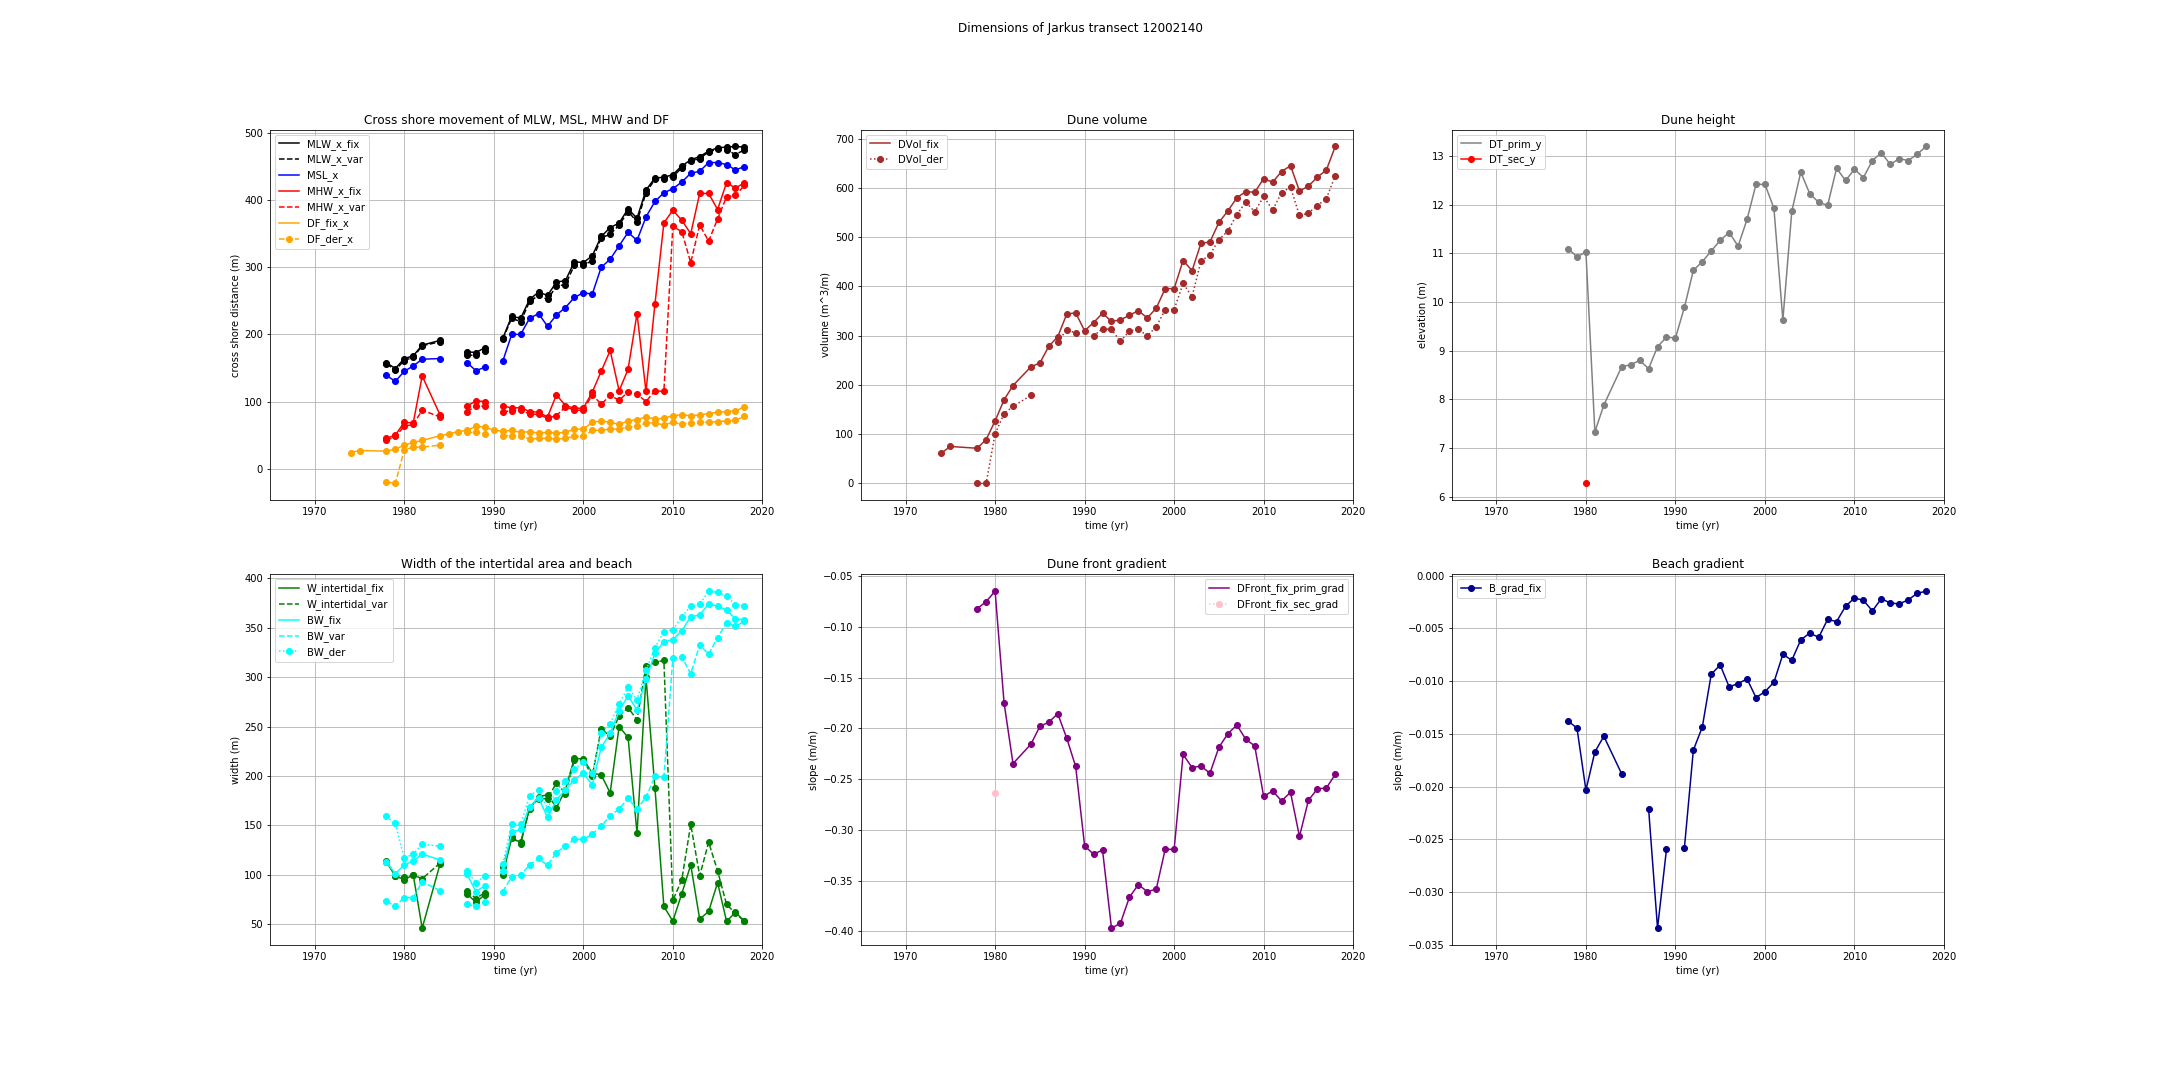 Dimensions of Jarkus transect 12002140
Cross shore movement of MLW, MSL, MHW and DF
500
400
300
200
100
0
cross shore distance (m)
MLW_x_fix
MLW_x_var
MSL_x
MHW_x_fix
MHW_x_var
DF_fix_x
DF_der_x
1970 1980 1990 2000 2010 2020
time (yr)
Dune volume
700
600
500
400
300
200
100
0
volume (m^3/m)
DVol_fix
DVol_der
1970 1980 1990 2000 2010 2020
time (yr)
Dune height
13
12
11
10
9
8
7
6
elevation (m)
DT_prim_y
DT_sec_y
1970 1980 1990 2000 2010 2020
time (yr)
Width of the intertidal area and beach
400
350
300
250
200
150
100
50
width (m)
W_intertidal_fix
W_intertidal_var
BW_fix
BW_var
BW_der
1970 1980 1990 2000 2010 2020
time (yr)
Dune front gradient
−0.05
−0.10
−0.15
−0.20
−0.25
−0.30
−0.35
−0.40
slope (m/m)
DFront_fix_prim_grad
DFront_fix_sec_grad
1970 1980 1990 2000 2010 2020
time (yr)
Beach gradient
0.000
−0.005
−0.010
−0.015
−0.020
−0.025
−0.030
−0.035
slope (m/m)
B_grad_fix
1970 1980 1990 2000 2010 2020
time (yr)